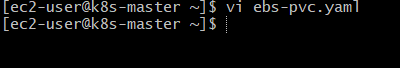 [ec2-user@k8s-master ~]$ vi ebs-pvc.yaml
[ec2-user@k8s-master ~]$